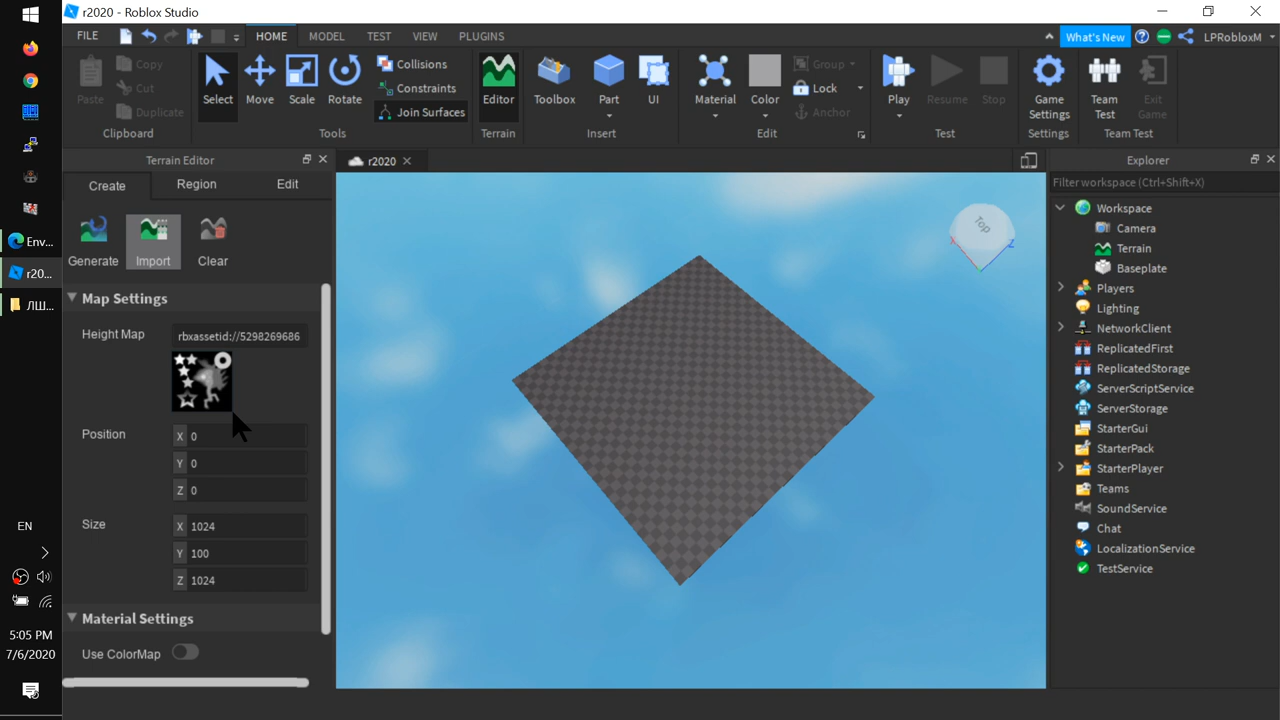 r2020 - Roblox Studio
FILE
HOME
MODEL
TEST
VIEW
PLUGINS
What's New
LPRobloxM
Paste
Copy
Cut
Duplicate
Clipboard
Select
Move
Scale
Rotate
Collisions
Constraints
Join Surfaces
Tools
Editor
Terrain
Toolbox
Part
UI
Insert
Material
Color
Group
Lock
Anchor
Edit
Play
Resume
Stop
Test
Game
Settings
Settings
Team
Test
Exit
Game
Team Test
Terrain Editor
Create
Region
Edit
Generate
Import
Clear
Map Settings
Height Map
rbxassetid://5298269686
Position
X 0
Y 0
Z 0
Size
X 1024
Y 100
Z 1024
Material Settings
Use ColorMap
r2020
Top
X
Z
Explorer
Filter workspace (Ctrl+Shift+X)
Workspace
Camera
Terrain
Baseplate
Players
Lighting
NetworkClient
ReplicatedFirst
ReplicatedStorage
ServerScriptService
ServerStorage
StarterGui
StarterPack
StarterPlayer
Teams
SoundService
Chat
LocalizationService
TestService
Env...
r20...
ЛШ...
EN
5:05 PM
7/6/2020